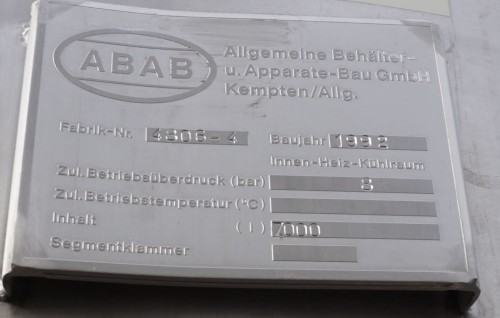 ABAB
Allgemeine Behälter-
u. Apparate-Bau GmbH
Kempten/Allg.
Fabrik-Nr. 4806-4 Baujahr 1992
Innen-Heiz-Kühlraum
Zul. Betriebsüberdruck (bar) 8
Zul. Betriebstemperatur (°C)
Inhalt (l) 7000
Segmentklammer